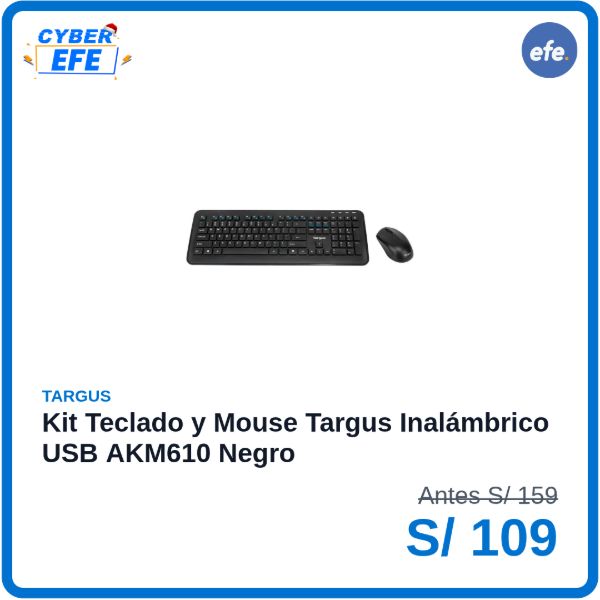 CYBER
EFE
efe.
TARGUS
Kit Teclado y Mouse Targus Inalámbrico
USB AKM610 Negro
Antes S/ 159
S/ 109